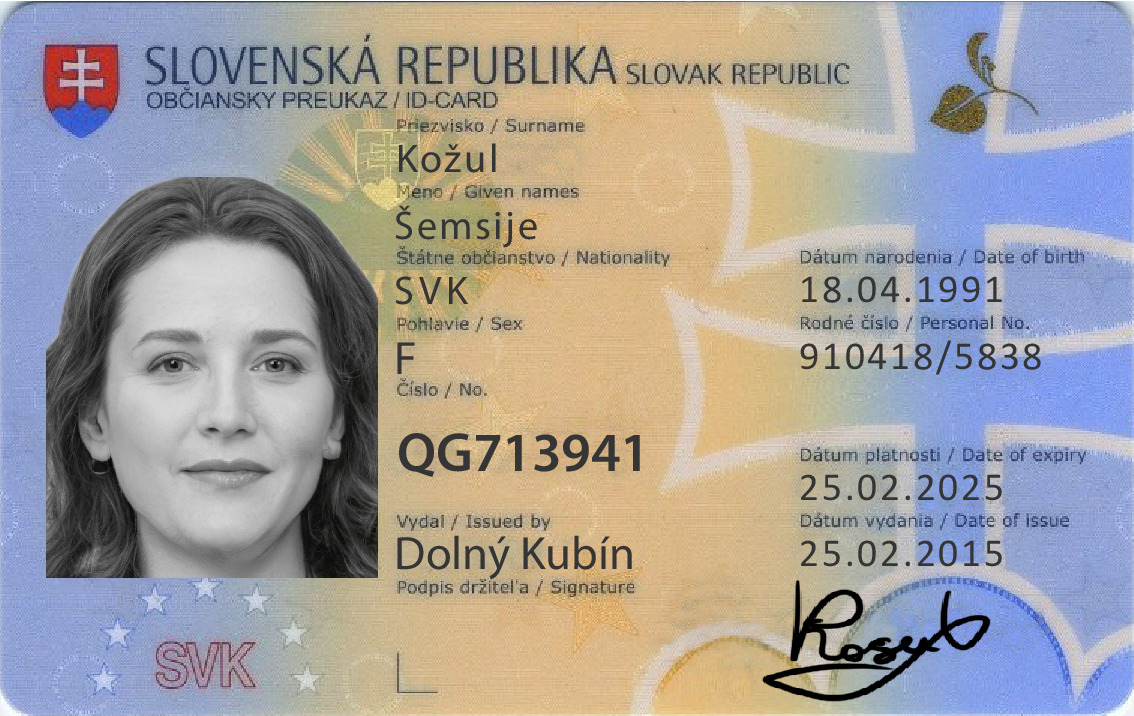 SLOVENSKÁ REPUBLIKA SLOVAK REPUBLIC
OBČIANSKY PREUKAZ / ID-CARD
Priezvisko / Surname
Kožul
Meno / Given names
Šemsije
Štátne občianstvo / Nationality
SVK
Dátum narodenia / Date of birth
18.04.1991
Pohlavie / Sex
F
Rodné číslo / Personal No.
910418/5838
Číslo / No.
QG713941
Dátum platnosti / Date of expiry
25.02.2025
Vydal / Issued by
Dolný Kubín
Dátum vydania / Date of issue
25.02.2015
Podpis držiteľa / Signature
SVK